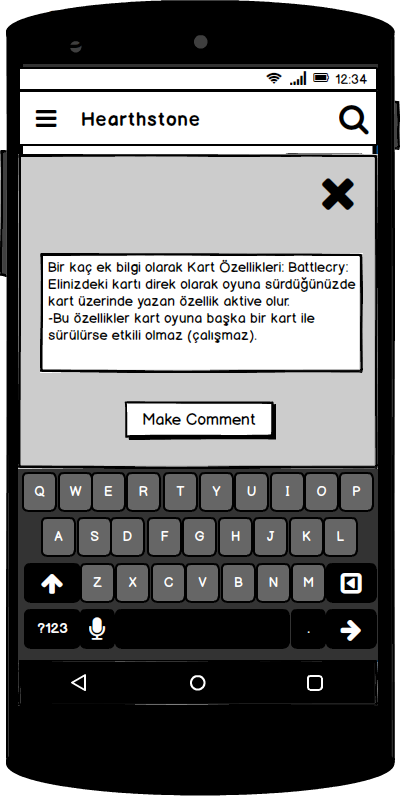 12:34
Hearthstone
Bir kaç ek bilgi olarak Kart Özellikleri: Battlecry:
Elinizdeki kartı direk olarak oyuna sürdüğünüzde
kart üzerinde yazan özellik aktive olur.
-Bu özellikler kart oyuna başka bir kart ile
sürülürse etkili olmaz (çalışmaz).
Make Comment
Q W E R T Y U I O P
A S D F G H J K L
Z X C V B N M
?123 .